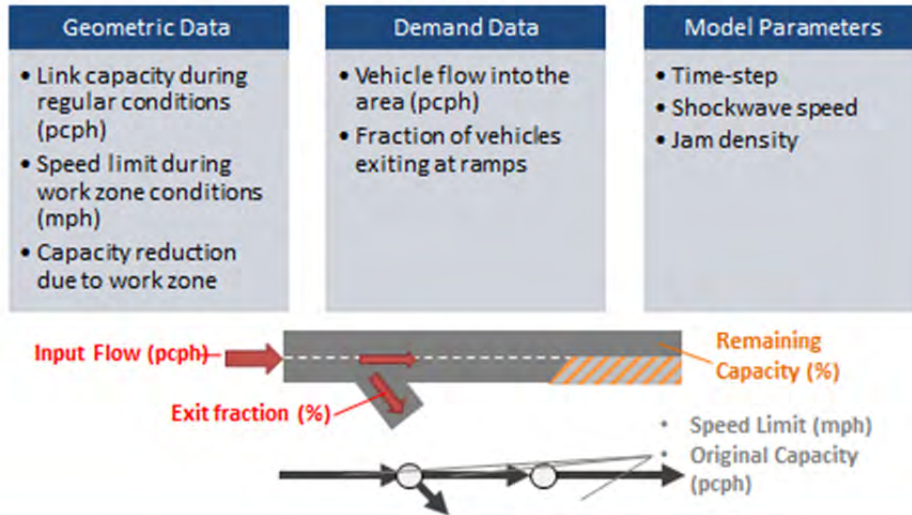 Geometric Data
• Link capacity during
regular conditions
(pcph)
• Speed limit during
work zone conditions
(mph)
• Capacity reduction
due to work zone
Demand Data
• Vehicle flow into the
area (pcph)
• Fraction of vehicles
exiting at ramps
Model Parameters
• Time-step
• Shockwave speed
• Jam density
Input Flow (pcph)
Exit fraction (%)
Remaining
Capacity (%)
• Speed Limit (mph)
• Original Capacity
(pcph)